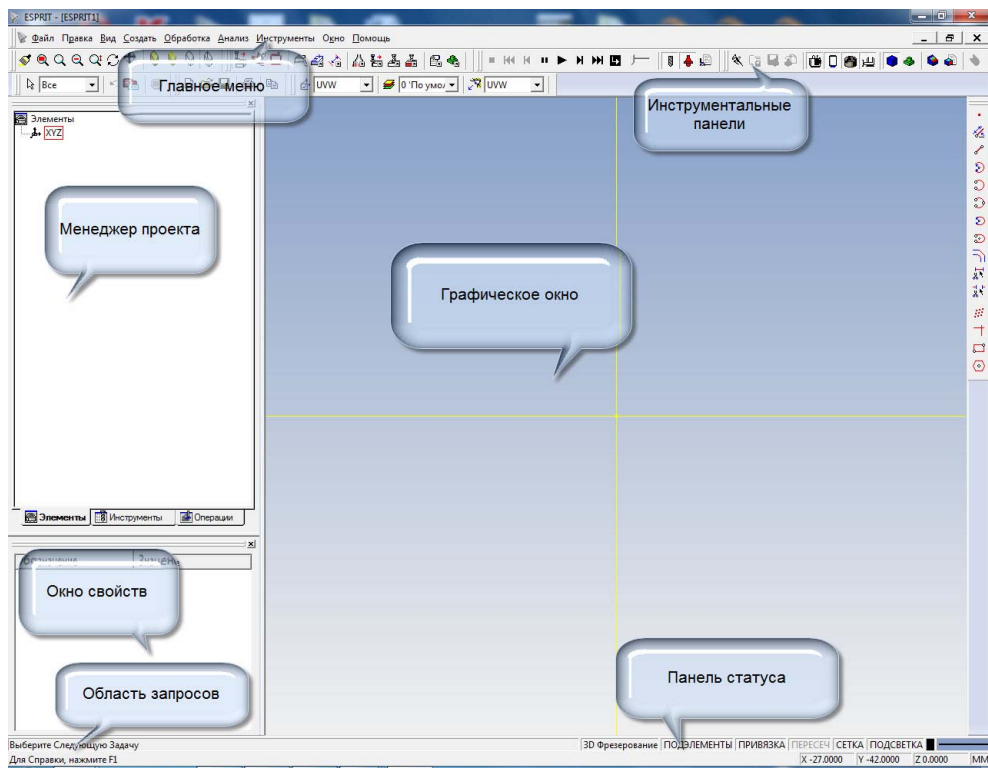 ESPRIT - [ESPRIT1]
Файл Правка Вид Создать Обработка Анализ Инструменты Окно Помощь
Все
UVW
0 'По умол
UVW
Главное меню
Инструментальные
панели
Элементы
XYZ
Менеджер проекта
Графическое окно
Элементы Инструменты Операции
Окно свойств
Область запросов
Панель статуса
Выберите Следующую Задачу
3D Фрезерование ПОДЭЛЕМЕНТЫ ПРИВЯЗКА ПЕРЕСЕЧ СЕТКА ПОДСВЕТКА
Для Справки, нажмите F1
X -27.0000 Y -42.0000 Z 0.0000 MM